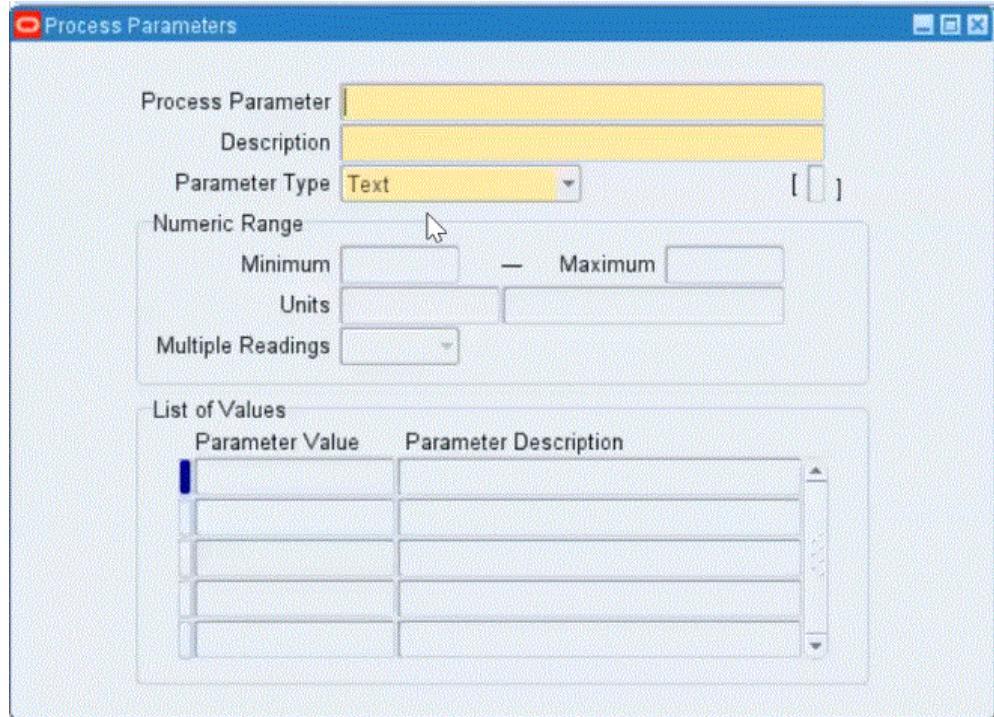 Process Parameters
Process Parameter
Description
Parameter Type Text [ ]
Numeric Range
Minimum — Maximum
Units
Multiple Readings
List of Values
Parameter Value Parameter Description